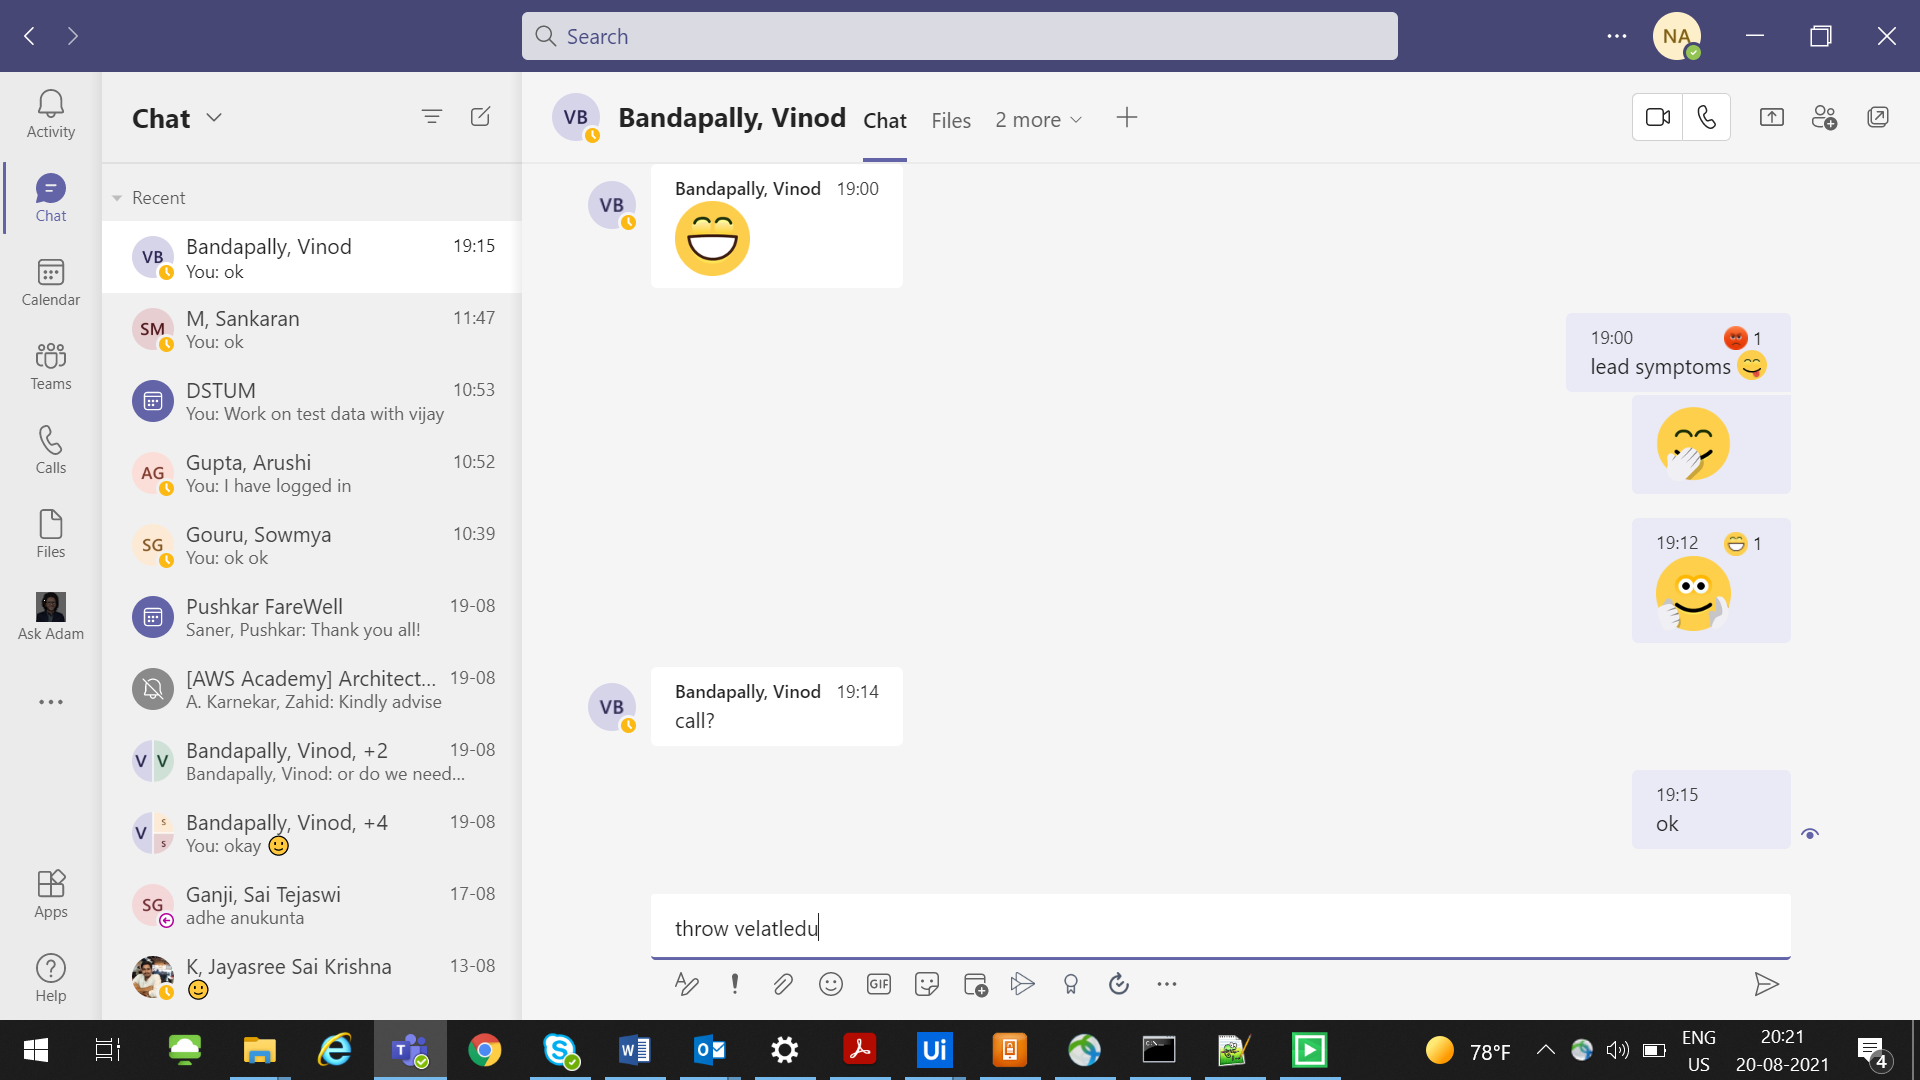 Search
NA
Activity
Chat
Calendar
Teams
Calls
Files
Ask Adam
Apps
Help
Chat
Recent
VB
Bandapally, Vinod
19:15
You: ok
SM
M, Sankaran
11:47
You: ok
DSTUM
10:53
You: Work on test data with vijay
AG
Gupta, Arushi
10:52
You: I have logged in
SG
Gouru, Sowmya
10:39
You: ok ok
Pushkar FareWell
19-08
Saner, Pushkar: Thank you all!
[AWS Academy] Architect...
19-08
A. Karnekar, Zahid: Kindly advise
V V
Bandapally, Vinod, +2
19-08
Bandapally, Vinod: or do we need...
V s s
Bandapally, Vinod, +4
19-08
You: okay
SG
Ganji, Sai Tejaswi
17-08
adhe anukunta
K, Jayasree Sai Krishna
13-08
VB
Bandapally, Vinod
Chat
Files
2 more
VB
Bandapally, Vinod 19:00
19:00
1
lead symptoms
19:12
1
VB
Bandapally, Vinod 19:14
call?
19:15
ok
throw velatledu
GIF
Ui
78°F
ENG
US
20:21
20-08-2021
4